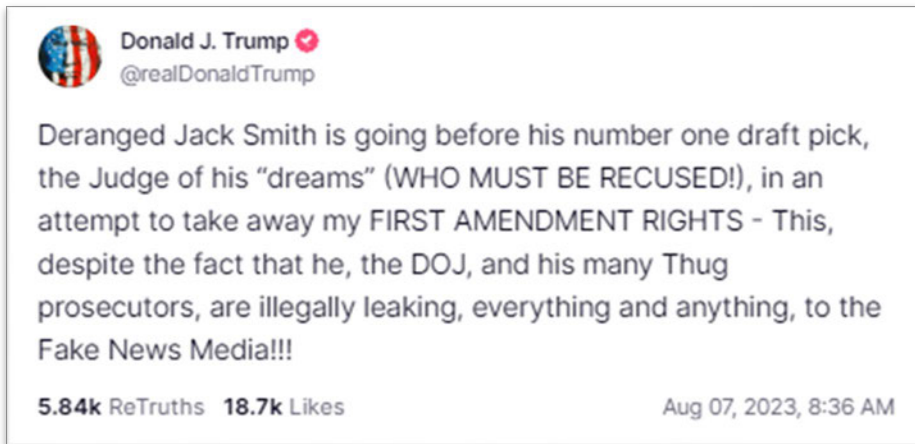 Donald J. Trump
@realDonaldTrump
Deranged Jack Smith is going before his number one draft pick,
the Judge of his “dreams” (WHO MUST BE RECUSED!), in an
attempt to take away my FIRST AMENDMENT RIGHTS - This,
despite the fact that he, the DOJ, and his many Thug
prosecutors, are illegally leaking, everything and anything, to the
Fake News Media!!!
5.84k ReTruths 18.7k Likes Aug 07, 2023, 8:36 AM